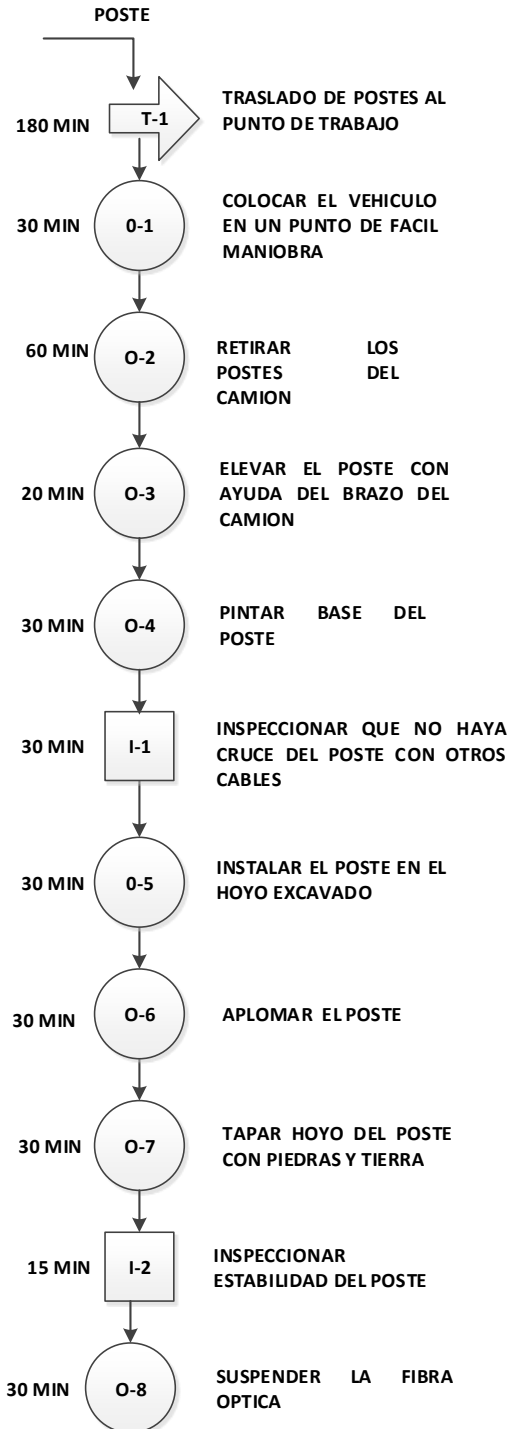 POSTE
180 MIN
T-1
TRASLADO DE POSTES AL
PUNTO DE TRABAJO
30 MIN
0-1
COLOCAR EL VEHICULO
EN UN PUNTO DE FACIL
MANIOBRA
60 MIN
O-2
RETIRAR LOS
POSTES DEL
CAMION
20 MIN
O-3
ELEVAR EL POSTE CON
AYUDA DEL BRAZO DEL
CAMION
30 MIN
O-4
PINTAR BASE DEL
POSTE
30 MIN
I-1
INSPECCIONAR QUE NO HAYA
CRUCE DEL POSTE CON OTROS
CABLES
30 MIN
0-5
INSTALAR EL POSTE EN EL
HOYO EXCAVADO
30 MIN
O-6
APLOMAR EL POSTE
30 MIN
O-7
TAPAR HOYO DEL POSTE
CON PIEDRAS Y TIERRA
15 MIN
I-2
INSPECCIONAR
ESTABILIDAD DEL POSTE
30 MIN
O-8
SUSPENDER LA FIBRA
OPTICA